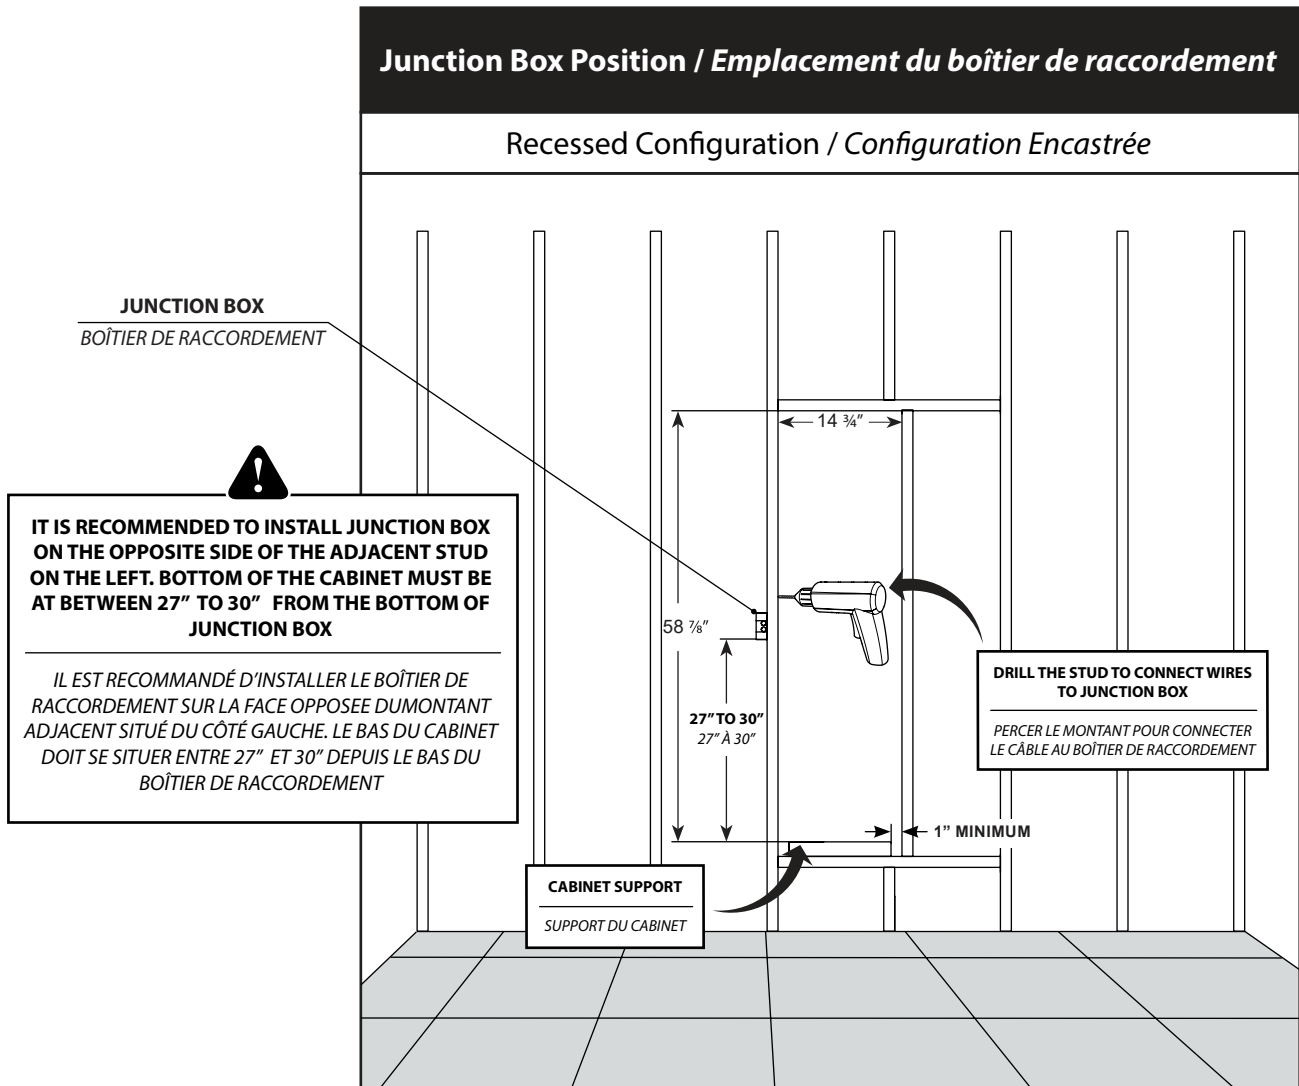 Junction Box Position / Emplacement du boîtier de raccordement
Recessed Configuration / Configuration Encastrée
JUNCTION BOX
BOÎTIER DE RACCORDEMENT
14 ¾"
58 ⅞"
IT IS RECOMMENDED TO INSTALL JUNCTION BOX
ON THE OPPOSITE SIDE OF THE ADJACENT STUD
ON THE LEFT. BOTTOM OF THE CABINET MUST BE
AT BETWEEN 27" TO 30" FROM THE BOTTOM OF
JUNCTION BOX
IL EST RECOMMANDÉ D'INSTALLER LE BOÎTIER DE
RACCORDEMENT SUR LA FACE OPPOSEE DUMONTANT
ADJACENT SITUÉ DU CÔTÉ GAUCHE. LE BAS DU CABINET
DOIT SE SITUER ENTRE 27" ET 30" DEPUIS LE BAS DU
BOÎTIER DE RACCORDEMENT
27" TO 30"
27" À 30"
DRILL THE STUD TO CONNECT WIRES
TO JUNCTION BOX
PERCER LE MONTANT POUR CONNECTER
LE CÂBLE AU BOÎTIER DE RACCORDEMENT
1" MINIMUM
CABINET SUPPORT
SUPPORT DU CABINET